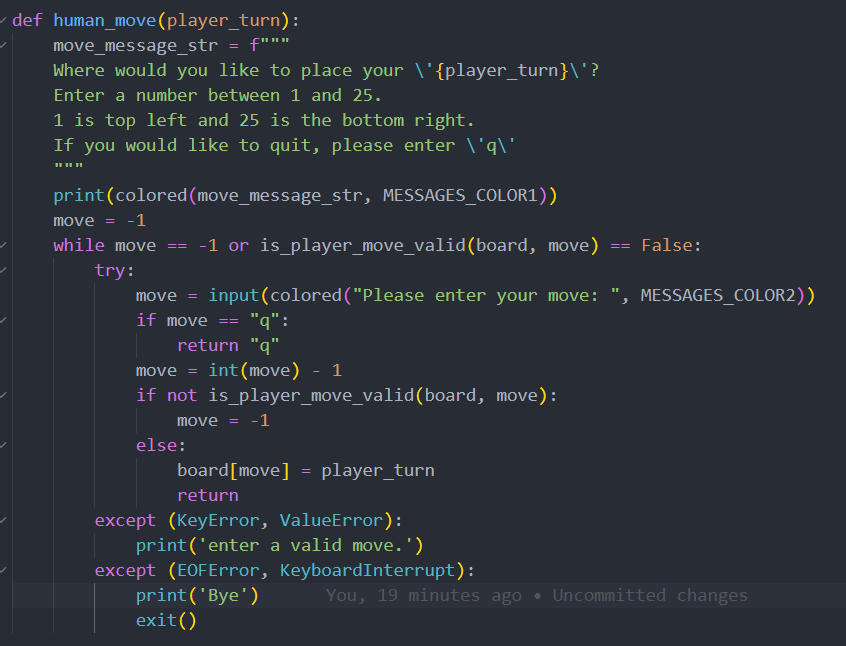 def human_move(player_turn):
    move_message_str = f"""
    Where would you like to place your \'{player_turn}\'?
    Enter a number between 1 and 25.
    1 is top left and 25 is the bottom right.
    If you would like to quit, please enter \'q\'
    """
    print(colored(move_message_str, MESSAGES_COLOR1))
    move = -1
    while move == -1 or is_player_move_valid(board, move) == False:
        try:
            move = input(colored("Please enter your move: ", MESSAGES_COLOR2))
            if move == "q":
                return "q"
            move = int(move) - 1
            if not is_player_move_valid(board, move):
                move = -1
            else:
                board[move] = player_turn
                return
        except (KeyError, ValueError):
            print('enter a valid move.')
        except (EOFError, KeyboardInterrupt):
            print('Bye')     You, 19 minutes ago • Uncommitted changes
            exit()